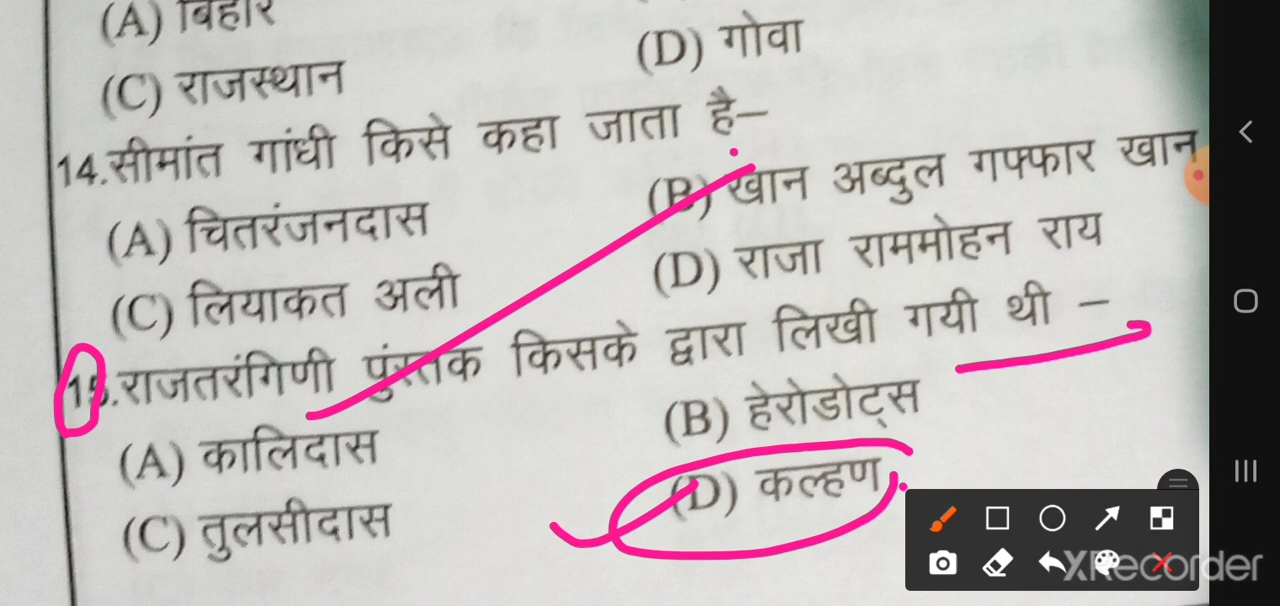 (A) बिहार
(C) राजस्थान
(D) गोवा
14.सीमांत गांधी किसे कहा जाता है–
(A) चितरंजनदास
(B) खान अब्दुल गफ्फार खान
(C) लियाकत अली
(D) राजा राममोहन राय
15.राजतरंगिणी पुस्तक किसके द्वारा लिखी गयी थी –
(A) कालिदास
(B) हेरोडोट्स
(C) तुलसीदास
(D) कल्हण
XRecorder